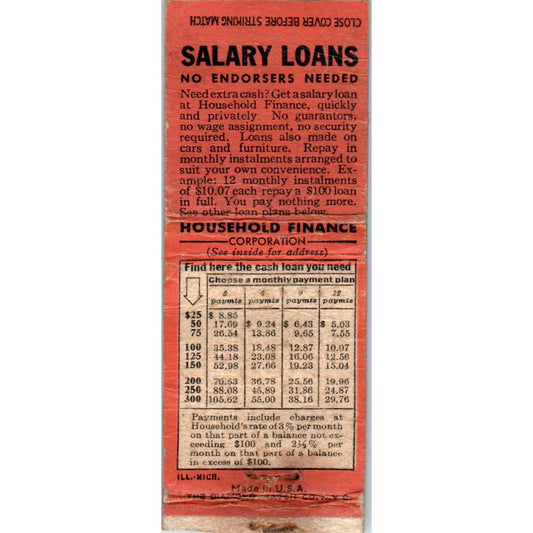 CLOSE COVER BEFORE STRIKING MATCH
SALARY LOANS
NO ENDORSERS NEEDED
Need extra cash? Get a salary loan
at Household Finance, quickly
and privately No guarantors,
no wage assignment, no security
required. Loans also made on
cars and furniture. Repay in
monthly instalments arranged to
suit your own convenience. Ex-
ample: 12 monthly instalments
of $10.07 each repay a $100 loan
in full. You pay nothing more.
See other loan plans below.
HOUSEHOLD FINANCE
CORPORATION
(See inside for address)
Find here the cash loan you need
Choose a monthly payment plan
3 6 9 12
paymts paymts paymts paymts
$25 $ 8.85
50 17.69 $ 9.24 $ 6.43 $ 5.03
75 26.54 13.86 9.65 7.55
100 35.38 18.48 12.87 10.07
125 44.18 23.08 16.06 12.56
150 52.98 27.66 19.23 15.04
200 70.53 36.78 25.56 19.96
250 88.08 45.89 31.86 24.87
300 105.62 55.00 38.16 29.76
Payments include charges at
Household's rate of 3% per month
on that part of a balance not ex-
ceeding $100 and 2½% per
month on that part of a balance
in excess of $100.
ILL.-MICH.
Made in U.S.A.
THE DIAMOND MATCH CO. N.Y.C.